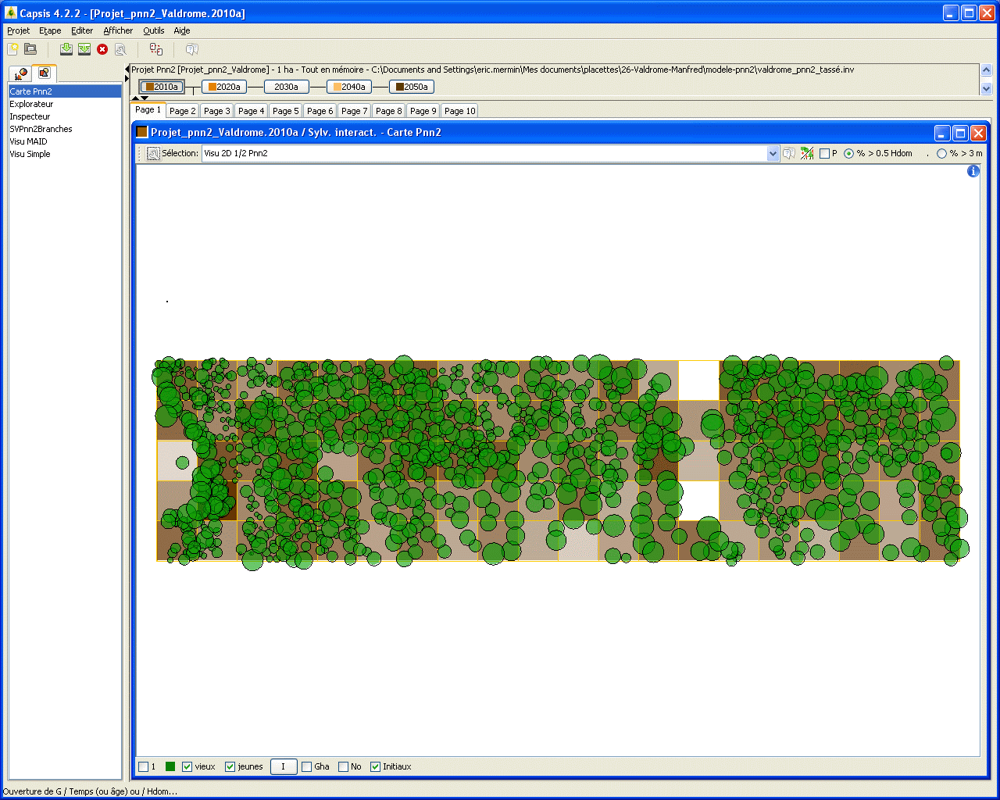 Capsis 4.2.2 - [Projet_pnn2_Valdrome.2010a]
Projet Etape Editer Afficher Outils Aide
Projet Pnn2 [Projet_pnn2_Valdrome] - 1 ha - Tout en mémoire - C:\Documents and Settings\eric.mermin\Mes documents\placettes\26-Valdrome-Manfred\modele-pnn2\valdrome_pnn2_tassé.inv
2010a 2020a 2030a 2040a 2050a
Carte Pnn2
Explorateur
Inspecteur
SVPnn2Branches
Visu MAID
Visu Simple
Page 1 Page 2 Page 3 Page 4 Page 5 Page 6 Page 7 Page 8 Page 9 Page 10
Projet_pnn2_Valdrome.2010a / Sylv. interact. - Carte Pnn2
Sélection: Visu 2D 1/2 Pnn2 P % > 0.5 Hdom . % > 3 m
1 vieux jeunes I Gha No Initiaux
Ouverture de G / Temps (ou âge) ou / Hdom...